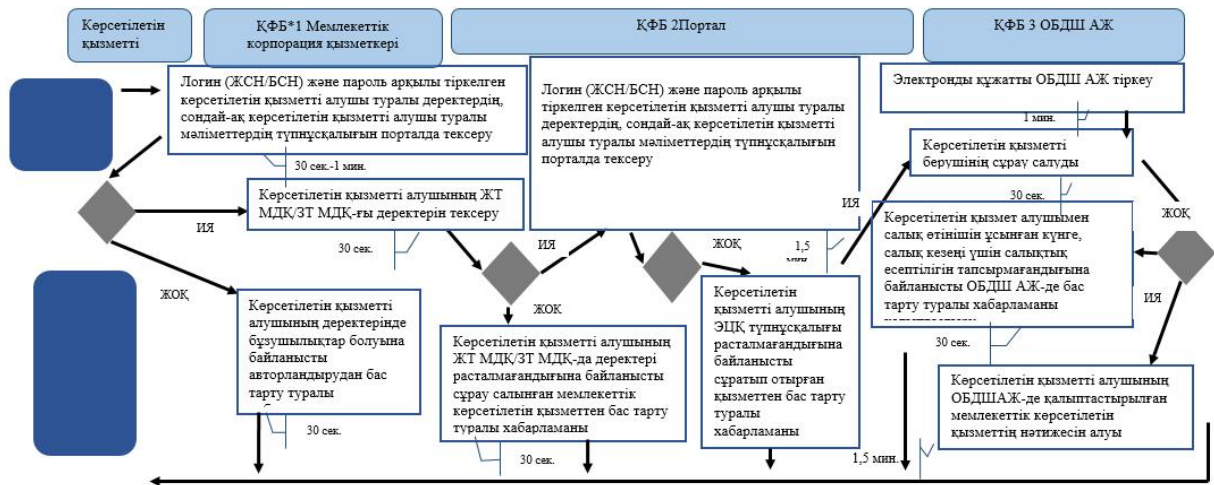 Көрсетілетін
қызметті
ҚФБ*1 Мемлекеттік
корпорация қызметкері
ҚФБ 2Портал
ҚФБ 3 ОБДШ АЖ
Логин (ЖСН/БСН) және пароль арқылы тіркелген
көрсетілетін қызметті алушы туралы деректердің,
сондай-ақ көрсетілетін қызметті алушы туралы
мәліметтердің түпнұсқалығын порталда тексеру
30 сек.-1 мин.
Көрсетілетін қызметті алушының ЖТ
МДҚ/ЗТ МДҚ-ғы деректерін тексеру
30 сек.
ИЯ
ЖОҚ
Көрсетілетін қызметті
алушының деректерінде
бұзушылықтар болуына
байланысты
авторландырудан бас
тарту туралы
30 сек.
ИЯ
ЖОК
Көрсетілетін қызметті алушының
ЖТ МДҚ/ЗТ МДҚ-да деректері
расталмағандығына байланысты
сұрау салынған мемлекеттік
көрсетілетін қызметтен бас тарту
туралы хабарламаны
30 сек.
Логин (ЖСН/БСН) және пароль арқылы
тіркелген көрсетілетін қызметті алушы туралы
деректердің, сондай-ақ көрсетілетін қызметті
алушы туралы мәліметтердің түпнұсқалығын
порталда тексеру
ЖОҚ
1,5
ИЯ
Көрсетілетін
қызметті алушының
ЭЦҚ түпнұсқалығы
расталмағандығына
байланысты
сұратып отырған
қызметтен бас тарту
туралы
хабарламаны
1,5 мин.
Электронды құжатты ОБДШ АЖ тіркеу
1 мин.
Көрсетілетін қызметті
берушінің сұрау салуды
30 сек.
ЖОҚ
Көрсетілетін қызмет алушымен
салық өтінішін ұсынған күнге,
салық кезеңі үшін салықтық
есептілігін тапсырмағандығына
байланысты ОБДШ АЖ-де бас
тарту туралы хабарламаны
30 сек.
ИЯ
Көрсетілетін қызметті алушының
ОБДШАЖ-де қалыптастырылған
мемлекеттік көрсетілетін
қызметтің нәтижесін алуы